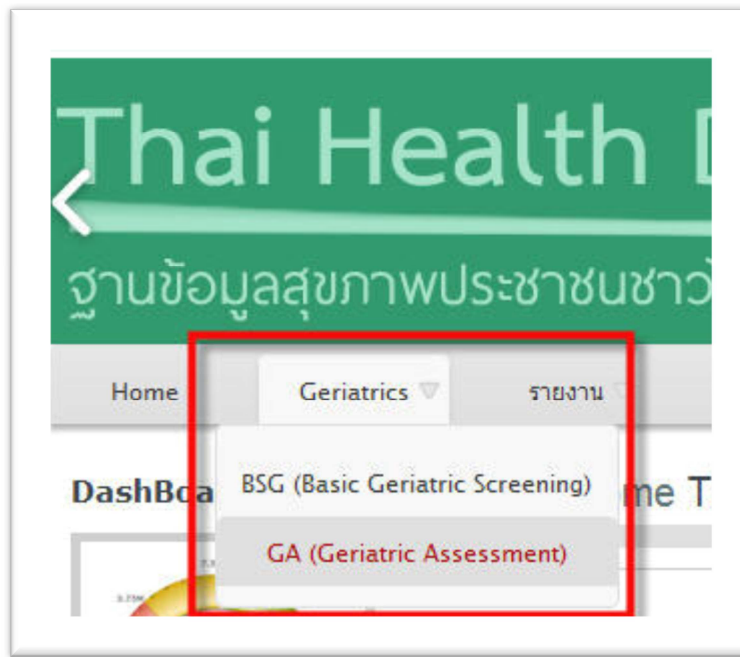 Thai Health
ฐานข้อมูลสุขภาพประชาชนชาว
Home Geriatrics รายงาน
BSG (Basic Geriatric Screening)
GA (Geriatric Assessment)